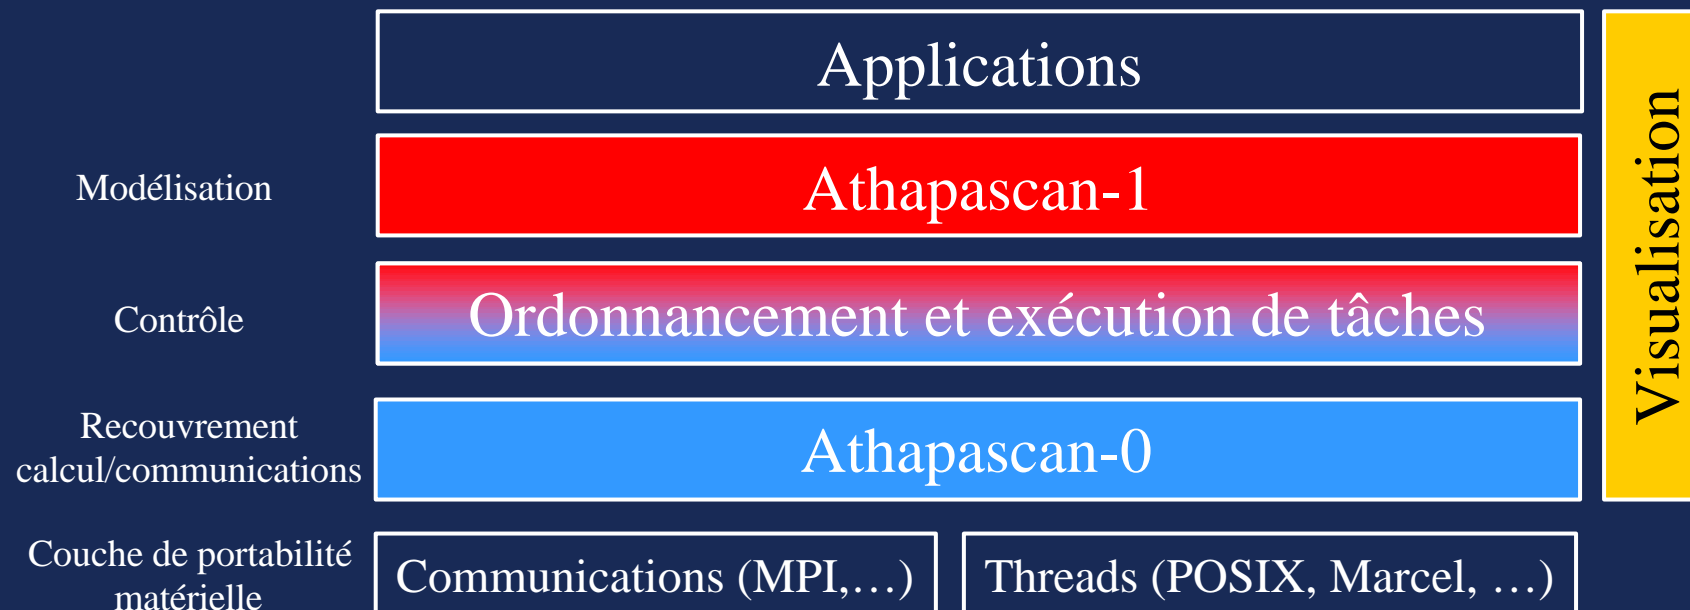 Applications
Modélisation
Athapascan-1
Contrôle
Ordonnancement et exécution de tâches
Recouvrement
calcul/communications
Athapascan-0
Couche de portabilité
matérielle
Communications (MPI,…)
Threads (POSIX, Marcel, …)
Visualisation